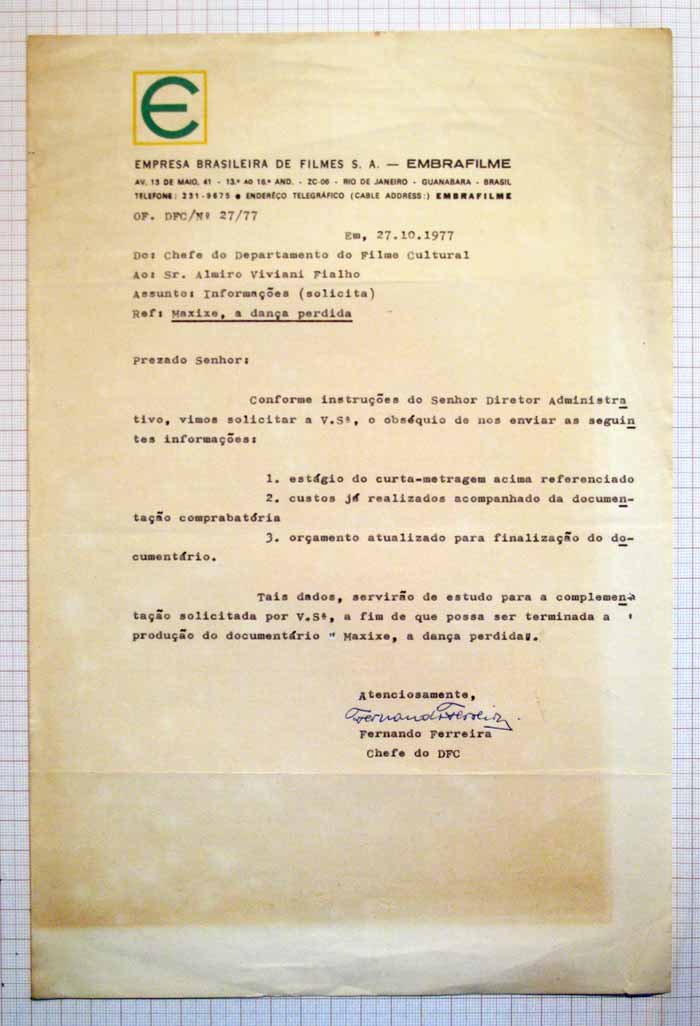 E
EMPRESA BRASILEIRA DE FILMES S. A. — EMBRAFILME
AV. 13 DE MAIO, 41 - 13.º AO 16.º AND. - ZC-06 - RIO DE JANEIRO - GUANABARA - BRASIL
TELEFONE: 231-9675 ● ENDERÊÇO TELEGRÁFICO (CABLE ADDRESS:) EMBRAFILME
OF. DFC/Nº 27/77
Em, 27.10.1977
Do: Chefe do Departamento do Filme Cultural
Ao: Sr. Almiro Viviani Fialho
Assunto: Informações (solicita)
Ref: Maxixe, a dança perdida
Prezado Senhor:
Conforme instruções do Senhor Diretor Administra
tivo, vimos solicitar a V.Sª, o obséquio de nos enviar as seguin
tes informações:
1. estágio do curta-metragem acima referenciado
2. custos já realizados acompanhado da documen-
tação comprabatória
3. orçamento atualizado para finalização do do-
cumentário.
Tais dados, servirão de estudo para a complemen-
tação solicitada por V.Sª, a fim de que possa ser terminada a
produção do documentário " Maxixe, a dança perdida".
Atenciosamente,
Fernando Ferreira
Fernando Ferreira
Chefe do DFC